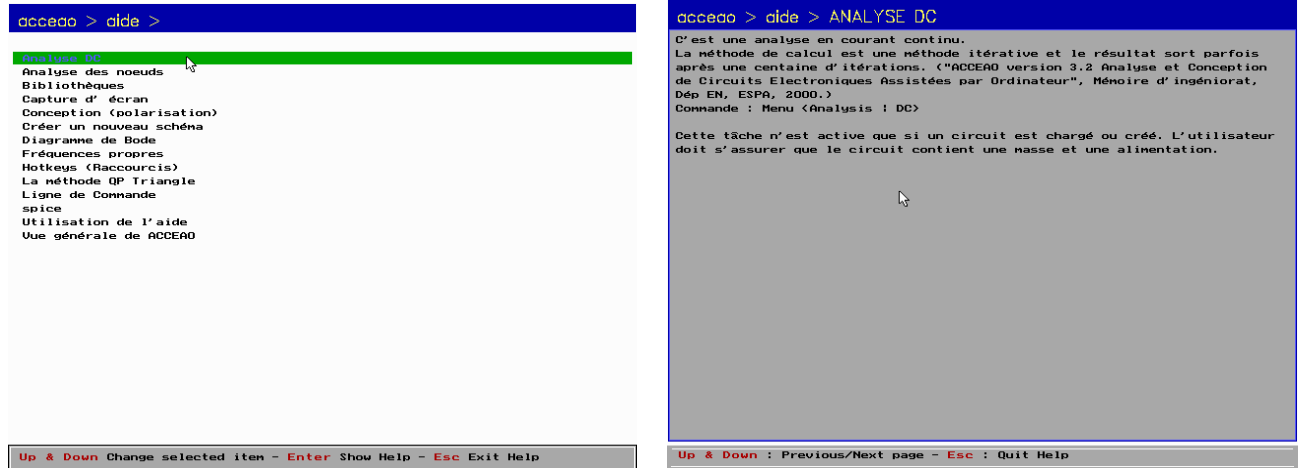 acceao > aide >
Analyse DC
Analyse des noeuds
Bibliothèques
Capture d' écran
Conception (polarisation)
Créer un nouveau schéma
Diagramme de Bode
Fréquences propres
Hotkeys (Raccourcis)
La méthode QP Triangle
Ligne de Commande
spice
Utilisation de l'aide
Vue générale de ACCEAO
Up & Down Change selected item - Enter Show Help - Esc Exit Help
acceao > aide > ANALYSE DC
C'est une analyse en courant continu.
La méthode de calcul est une méthode itérative et le résultat sort parfois
après une centaine d'itérations. ("ACCEAO version 3.2 Analyse et Conception
de Circuits Electroniques Assistées par Ordinateur", Mémoire d'ingéniorat,
Dép EN, ESPA, 2000.)
Commande : Menu <Analysis ¦ DC>
Cette tâche n'est active que si un circuit est chargé ou créé. L'utilisateur
doit s'assurer que le circuit contient une masse et une alimentation.
Up & Down : Previous/Next page - Esc : Quit Help